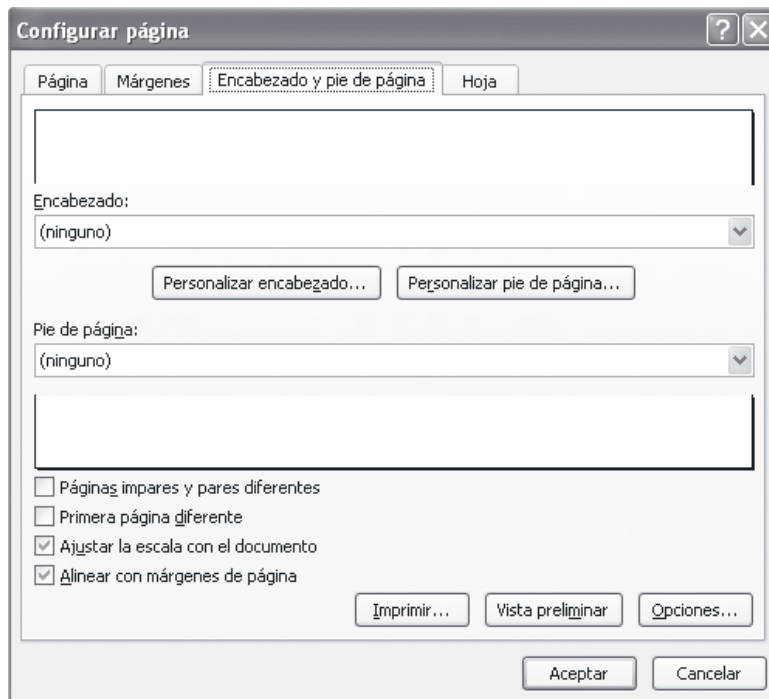 Configurar página
Página Márgenes Encabezado y pie de página Hoja
Encabezado:
(ninguno)
Personalizar encabezado... Personalizar pie de página...
Pie de página:
(ninguno)
Páginas impares y pares diferentes
Primera página diferente
Ajustar la escala con el documento
Alinear con márgenes de página
Imprimir... Vista preliminar Opciones...
Aceptar Cancelar